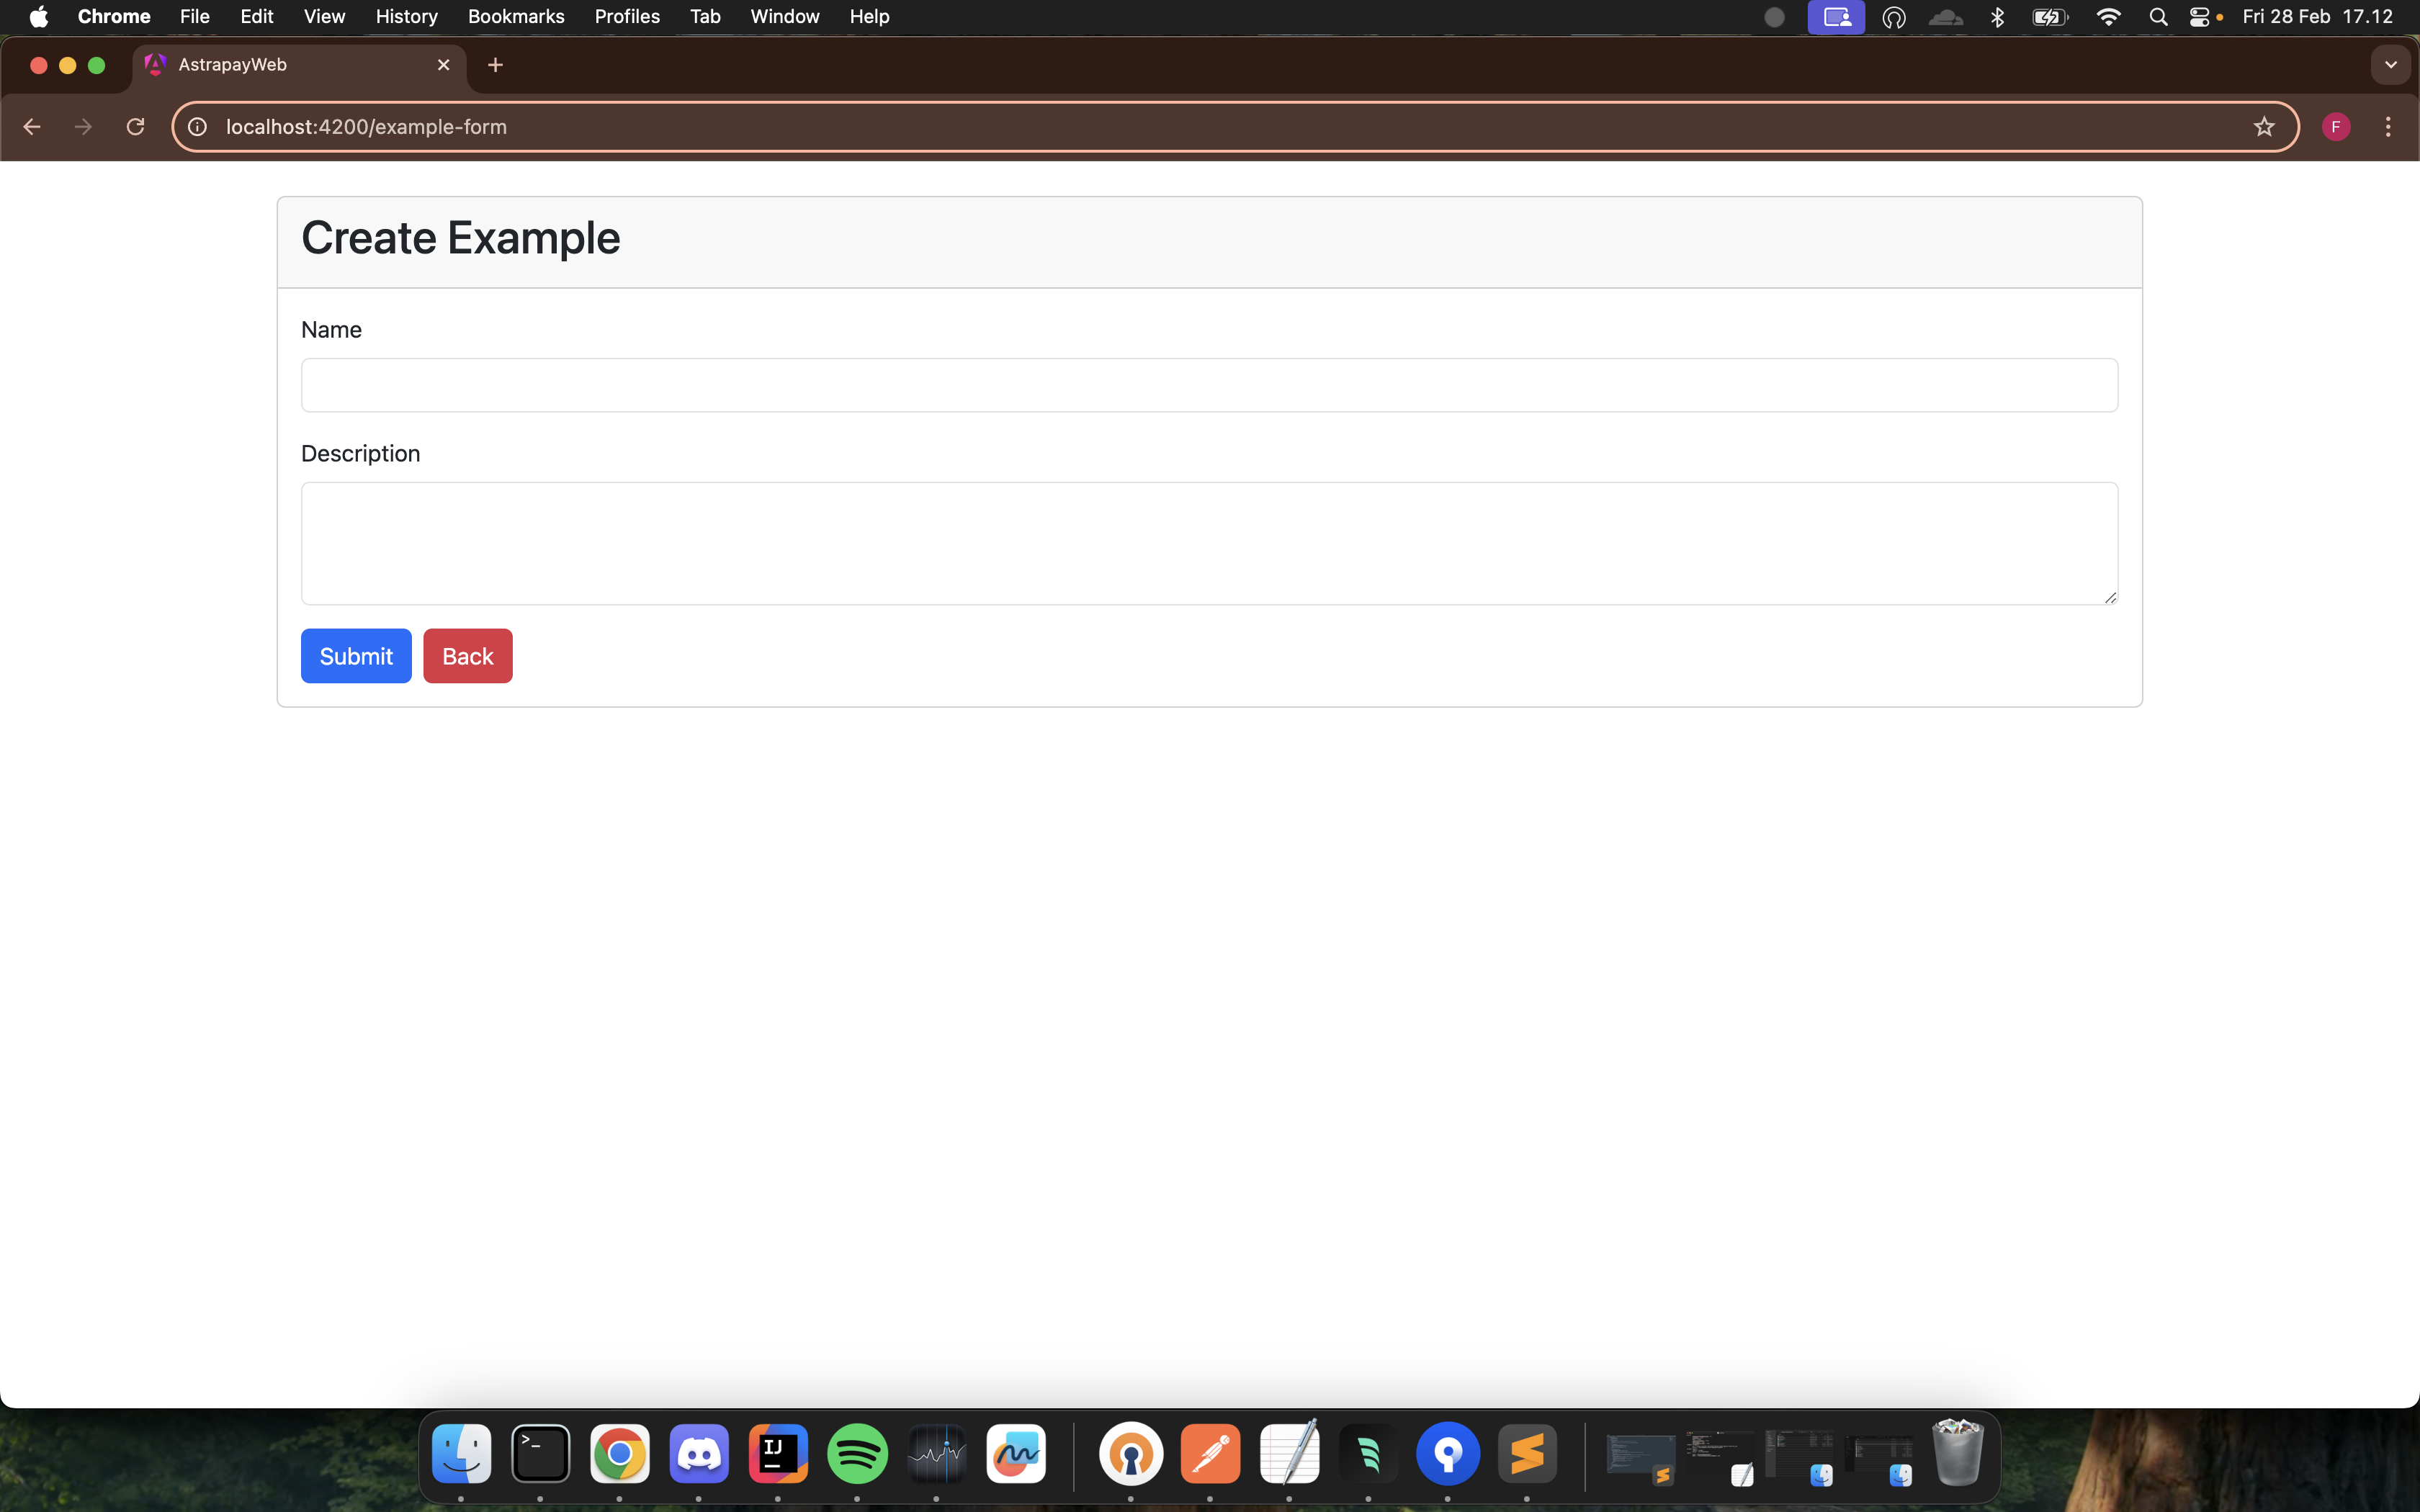 Chrome File Edit View History Bookmarks Profiles Tab Window Help Fri 28 Feb 17.12
AstrapayWeb
localhost:4200/example-form
F
Create Example
Name
Description
Submit Back
>_ IJ